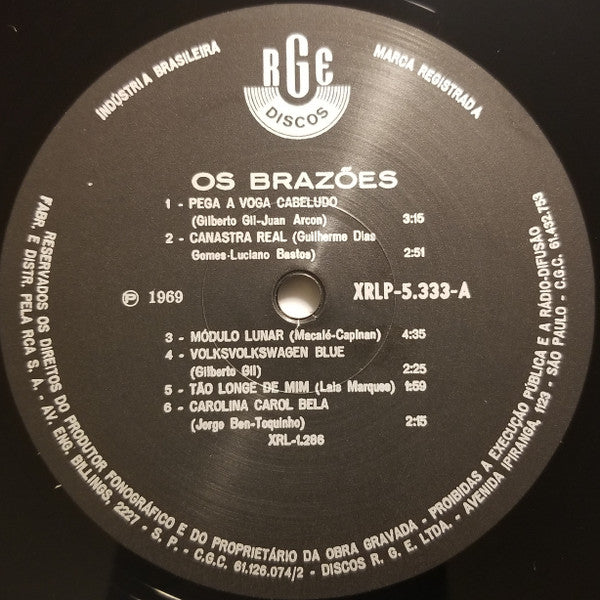 INDÚSTRIA BRASILEIRA
RGE
DISCOS
MARCA REGISTRADA
OS BRAZÕES
1 - PEGA A VOGA CABELUDO
(Gilberto Gil-Juan Arcon) 3:15
2 - CANASTRA REAL (Guilherme Dias
Gomes-Luciano Bastos) 2:51
℗ 1969
XRLP-5.333-A
3 - MÓDULO LUNAR (Macalé-Capinan) 4:35
4 - VOLKSVOLKSWAGEN BLUE
(Gilberto Gil) 2:25
5 - TÃO LONGE DE MIM (Lais Marques) 1:59
6 - CAROLINA CAROL BELA
(Jorge Ben-Toquinho) 2:15
XRL-1.266
RESERVADOS OS DIREITOS DO PRODUTOR FONOGRÁFICO E DO PROPRIETÁRIO DA OBRA GRAVADA - PROIBIDAS A EXECUÇÃO PÚBLICA E A RÁDIO-DIFUSÃO
FABR. E DISTR. PELA RCA S. A. - AV. ENG. BILLINGS, 2227 - S. P. - C.G.C. 61.126.074/2 - DISCOS R. G. E. LTDA. - AVENIDA IPIRANGA, 1123 - SÃO PAULO - C.G.C. 61.432.753